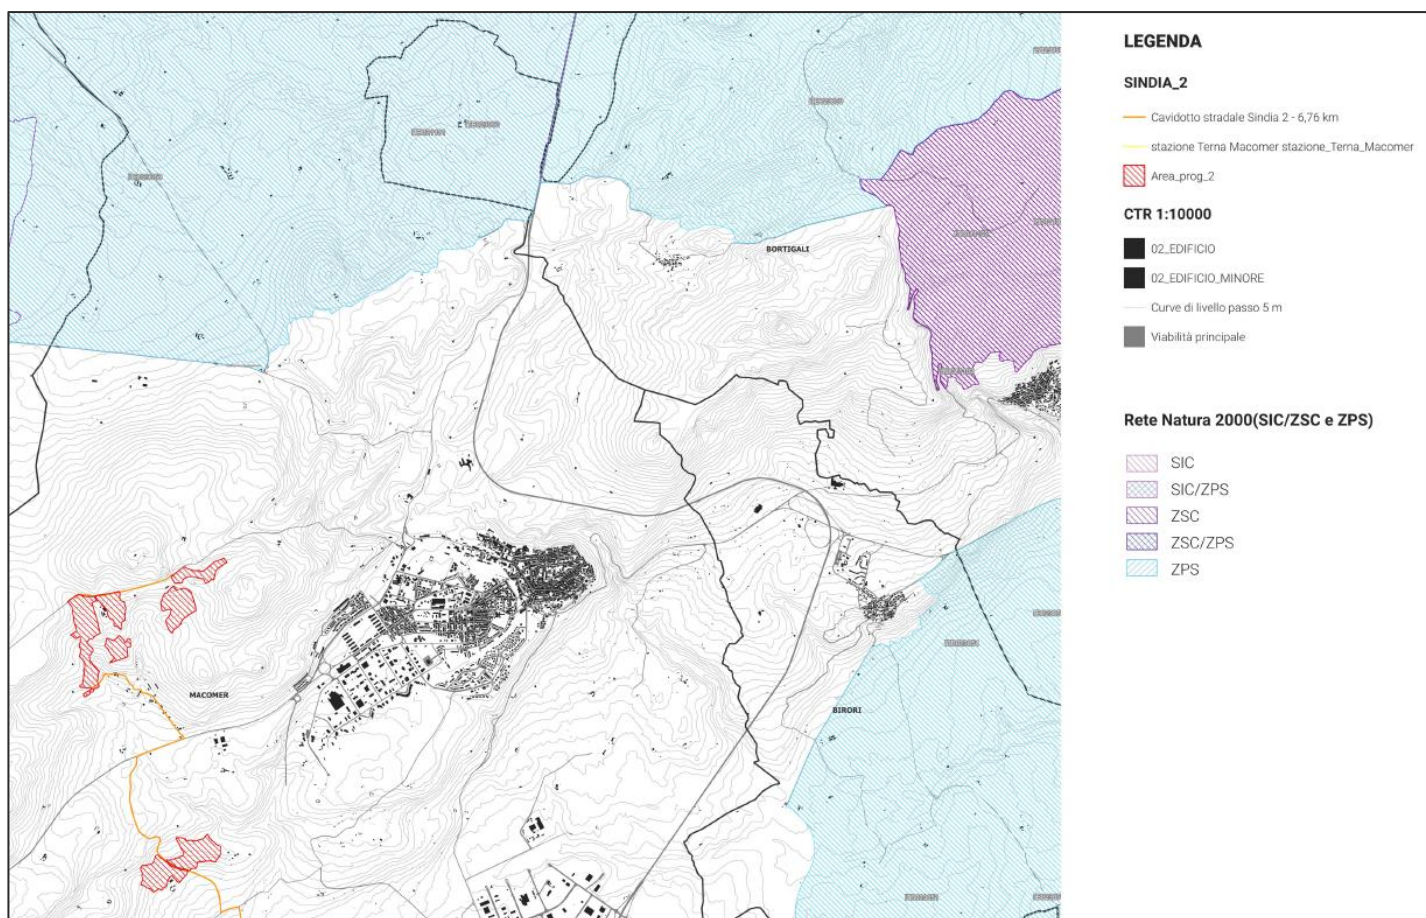 LEGENDA
SINDIA_2
Cavidotto stradale Sindia 2 - 6,76 km
stazione Terna Macomer stazione_Terna_Macomer
Area_prog_2
CTR 1:10000
02_EDIFICIO
02_EDIFICIO_MINORE
Curve di livello passo 5 m
Viabilità principale
Rete Natura 2000(SIC/ZSC e ZPS)
SIC
SIC/ZPS
ZSC
ZSC/ZPS
ZPS
BORTIGALI
MACOMER
BIRORI